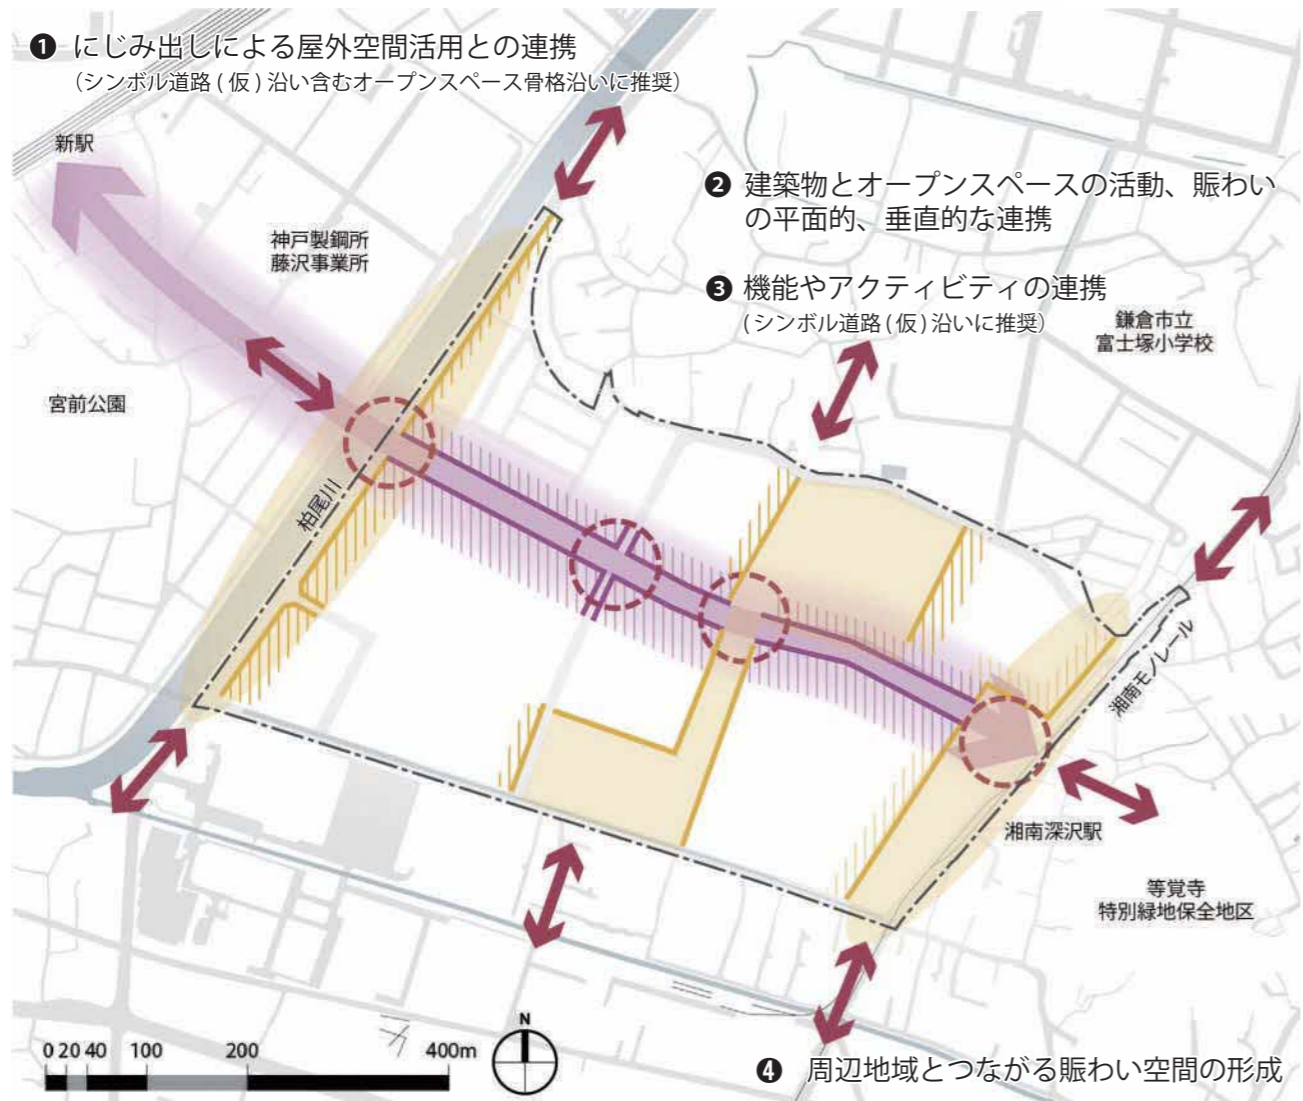 ❶ にじみ出しによる屋外空間活用との連携
（シンボル道路(仮)沿い含むオープンスペース骨格沿いに推奨）
新駅
❷ 建築物とオープンスペースの活動、賑わい
の平面的、垂直的な連携
神戸製鋼所
藤沢事業所
❸ 機能やアクティビティの連携
(シンボル道路(仮)沿いに推奨）
鎌倉市立
富士塚小学校
宮前公園
柏尾川
湘南モノレール
湘南深沢駅
等覚寺
特別緑地保全地区
N
0 20 40 100 200 400m
❹ 周辺地域とつながる賑わい空間の形成